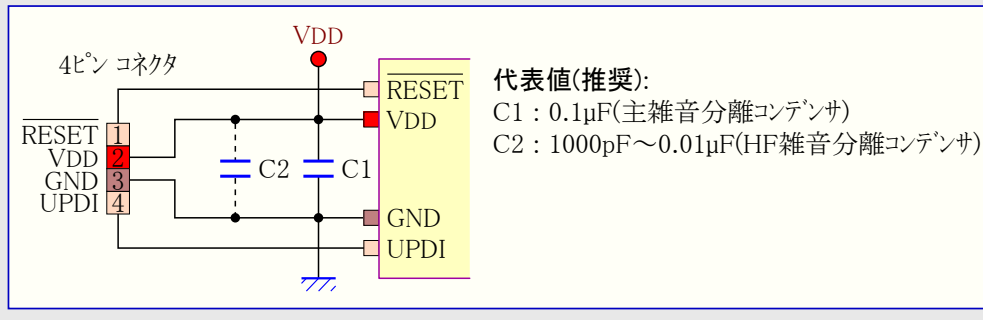 VDD
4ピン コネクタ
RESET
VDD
GND
UPDI
1
2
3
4
C2
C1
RESET
VDD
GND
UPDI
代表値(推奨):
C1 : 0.1µF(主雑音分離コンデンサ)
C2 : 1000pF～0.01µF(HF雑音分離コンデンサ)